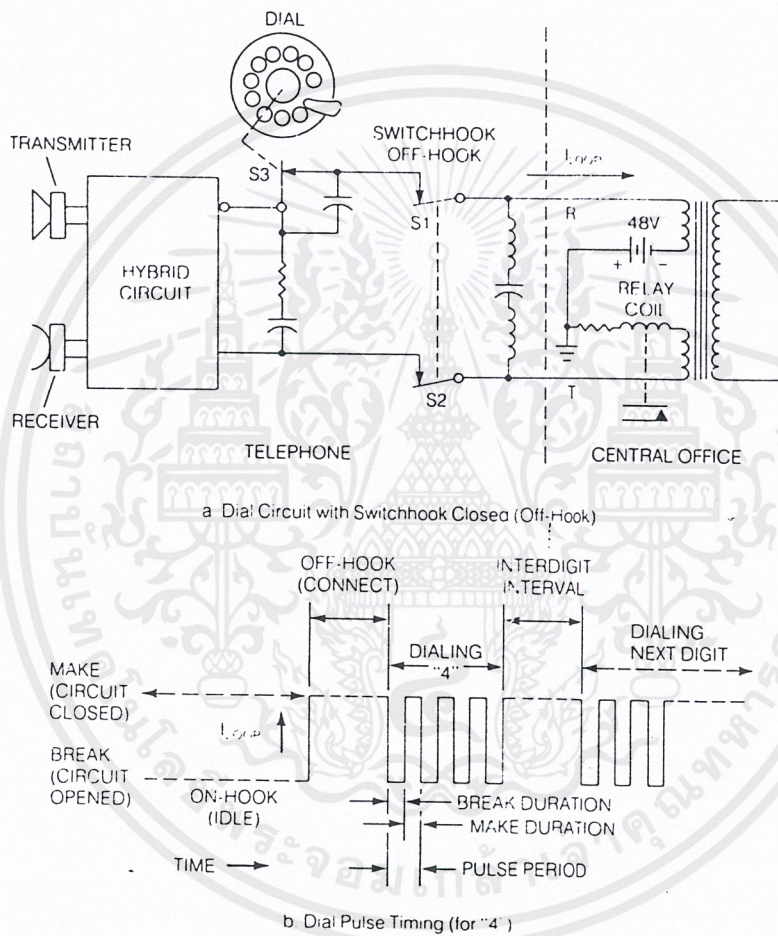 DIAL
TRANSMITTER
SWITCHHOOK
OFF-HOOK
S3
S1
I LOOP
R
48V
+ −
HYBRID
CIRCUIT
RELAY
COIL
S2
T
RECEIVER
TELEPHONE
CENTRAL OFFICE
a. Dial Circuit with Switchhook Closed (Off-Hook)
OFF-HOOK
(CONNECT)
INTERDIGIT
INTERVAL
DIALING
"4"
DIALING
NEXT DIGIT
MAKE
(CIRCUIT
CLOSED)
I LOOP
BREAK
(CIRCUIT
OPENED)
ON-HOOK
(IDLE)
BREAK DURATION
MAKE DURATION
TIME
PULSE PERIOD
b. Dial Pulse Timing (for "4")